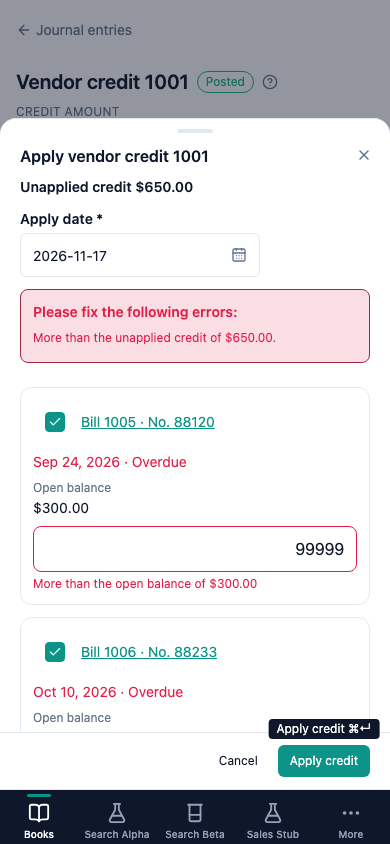 Journal entries
Vendor credit 1001 Posted
CREDIT AMOUNT
Apply vendor credit 1001
Unapplied credit $650.00
Apply date *
2026-11-17
Please fix the following errors:
More than the unapplied credit of $650.00.
Bill 1005 · No. 88120
Sep 24, 2026 · Overdue
Open balance
$300.00
99999
More than the open balance of $300.00
Bill 1006 · No. 88233
Oct 10, 2026 · Overdue
Open balance
Apply credit ⌘↵
Cancel Apply credit
Books Search Alpha Search Beta Sales Stub More